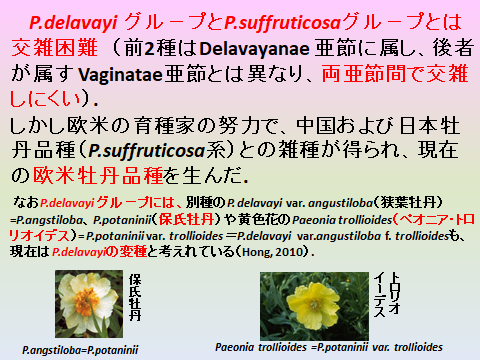 P.delavayi グループとP.suffruticosaグループとは
交雑困難 （前2種はDelavayanae 亜節に属し、後者
が属す Vaginatae亜節とは異なり、両亜節間で交雑
しにくい）．
しかし欧米の育種家の努力で、中国および日本牡
丹品種（P.suffruticosa系）との雑種が得られ、現在
の欧米牡丹品種を生んだ．
なおP.delavayi グループには、別種のP. delavayi var. angustiloba（狭葉牡丹）
=P.angstiloba、P.potaninii（保氏牡丹）や黄色花のPaeonia trollioides（ペオニア・トロ
リオイデス）=P.potaninii var. trollioides＝P.delavayi var.angustiloba f. trollioidesも、
現在はP.delavayiの変種と考えれている（Hong, 2010）．
保氏牡丹
トロリオ
イーデス
P.angstiloba=P.potaninii
Paeonia trollioides =P.potaninii var. trollioides